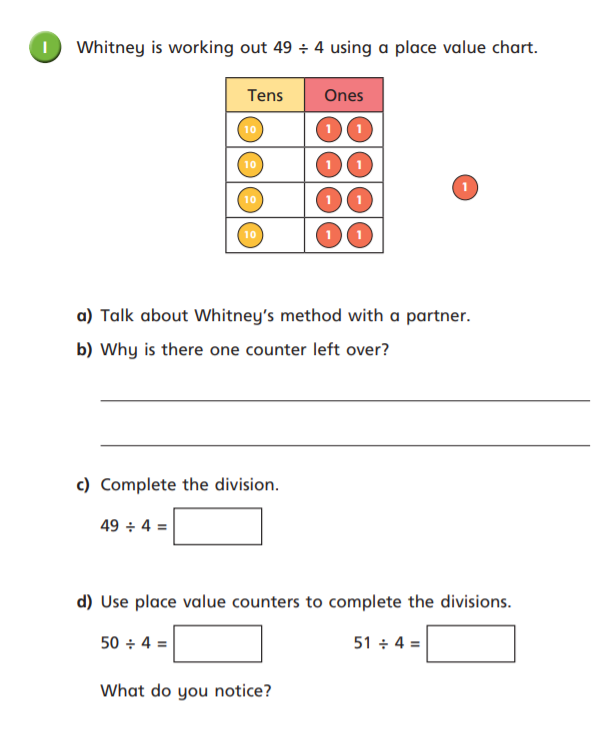 1 Whitney is working out 49 ÷ 4 using a place value chart.
Tens Ones
10 1 1
10 1 1
1
10 1 1
10 1 1
a) Talk about Whitney's method with a partner.
b) Why is there one counter left over?
c) Complete the division.
49 ÷ 4 =
d) Use place value counters to complete the divisions.
50 ÷ 4 = 51 ÷ 4 =
What do you notice?